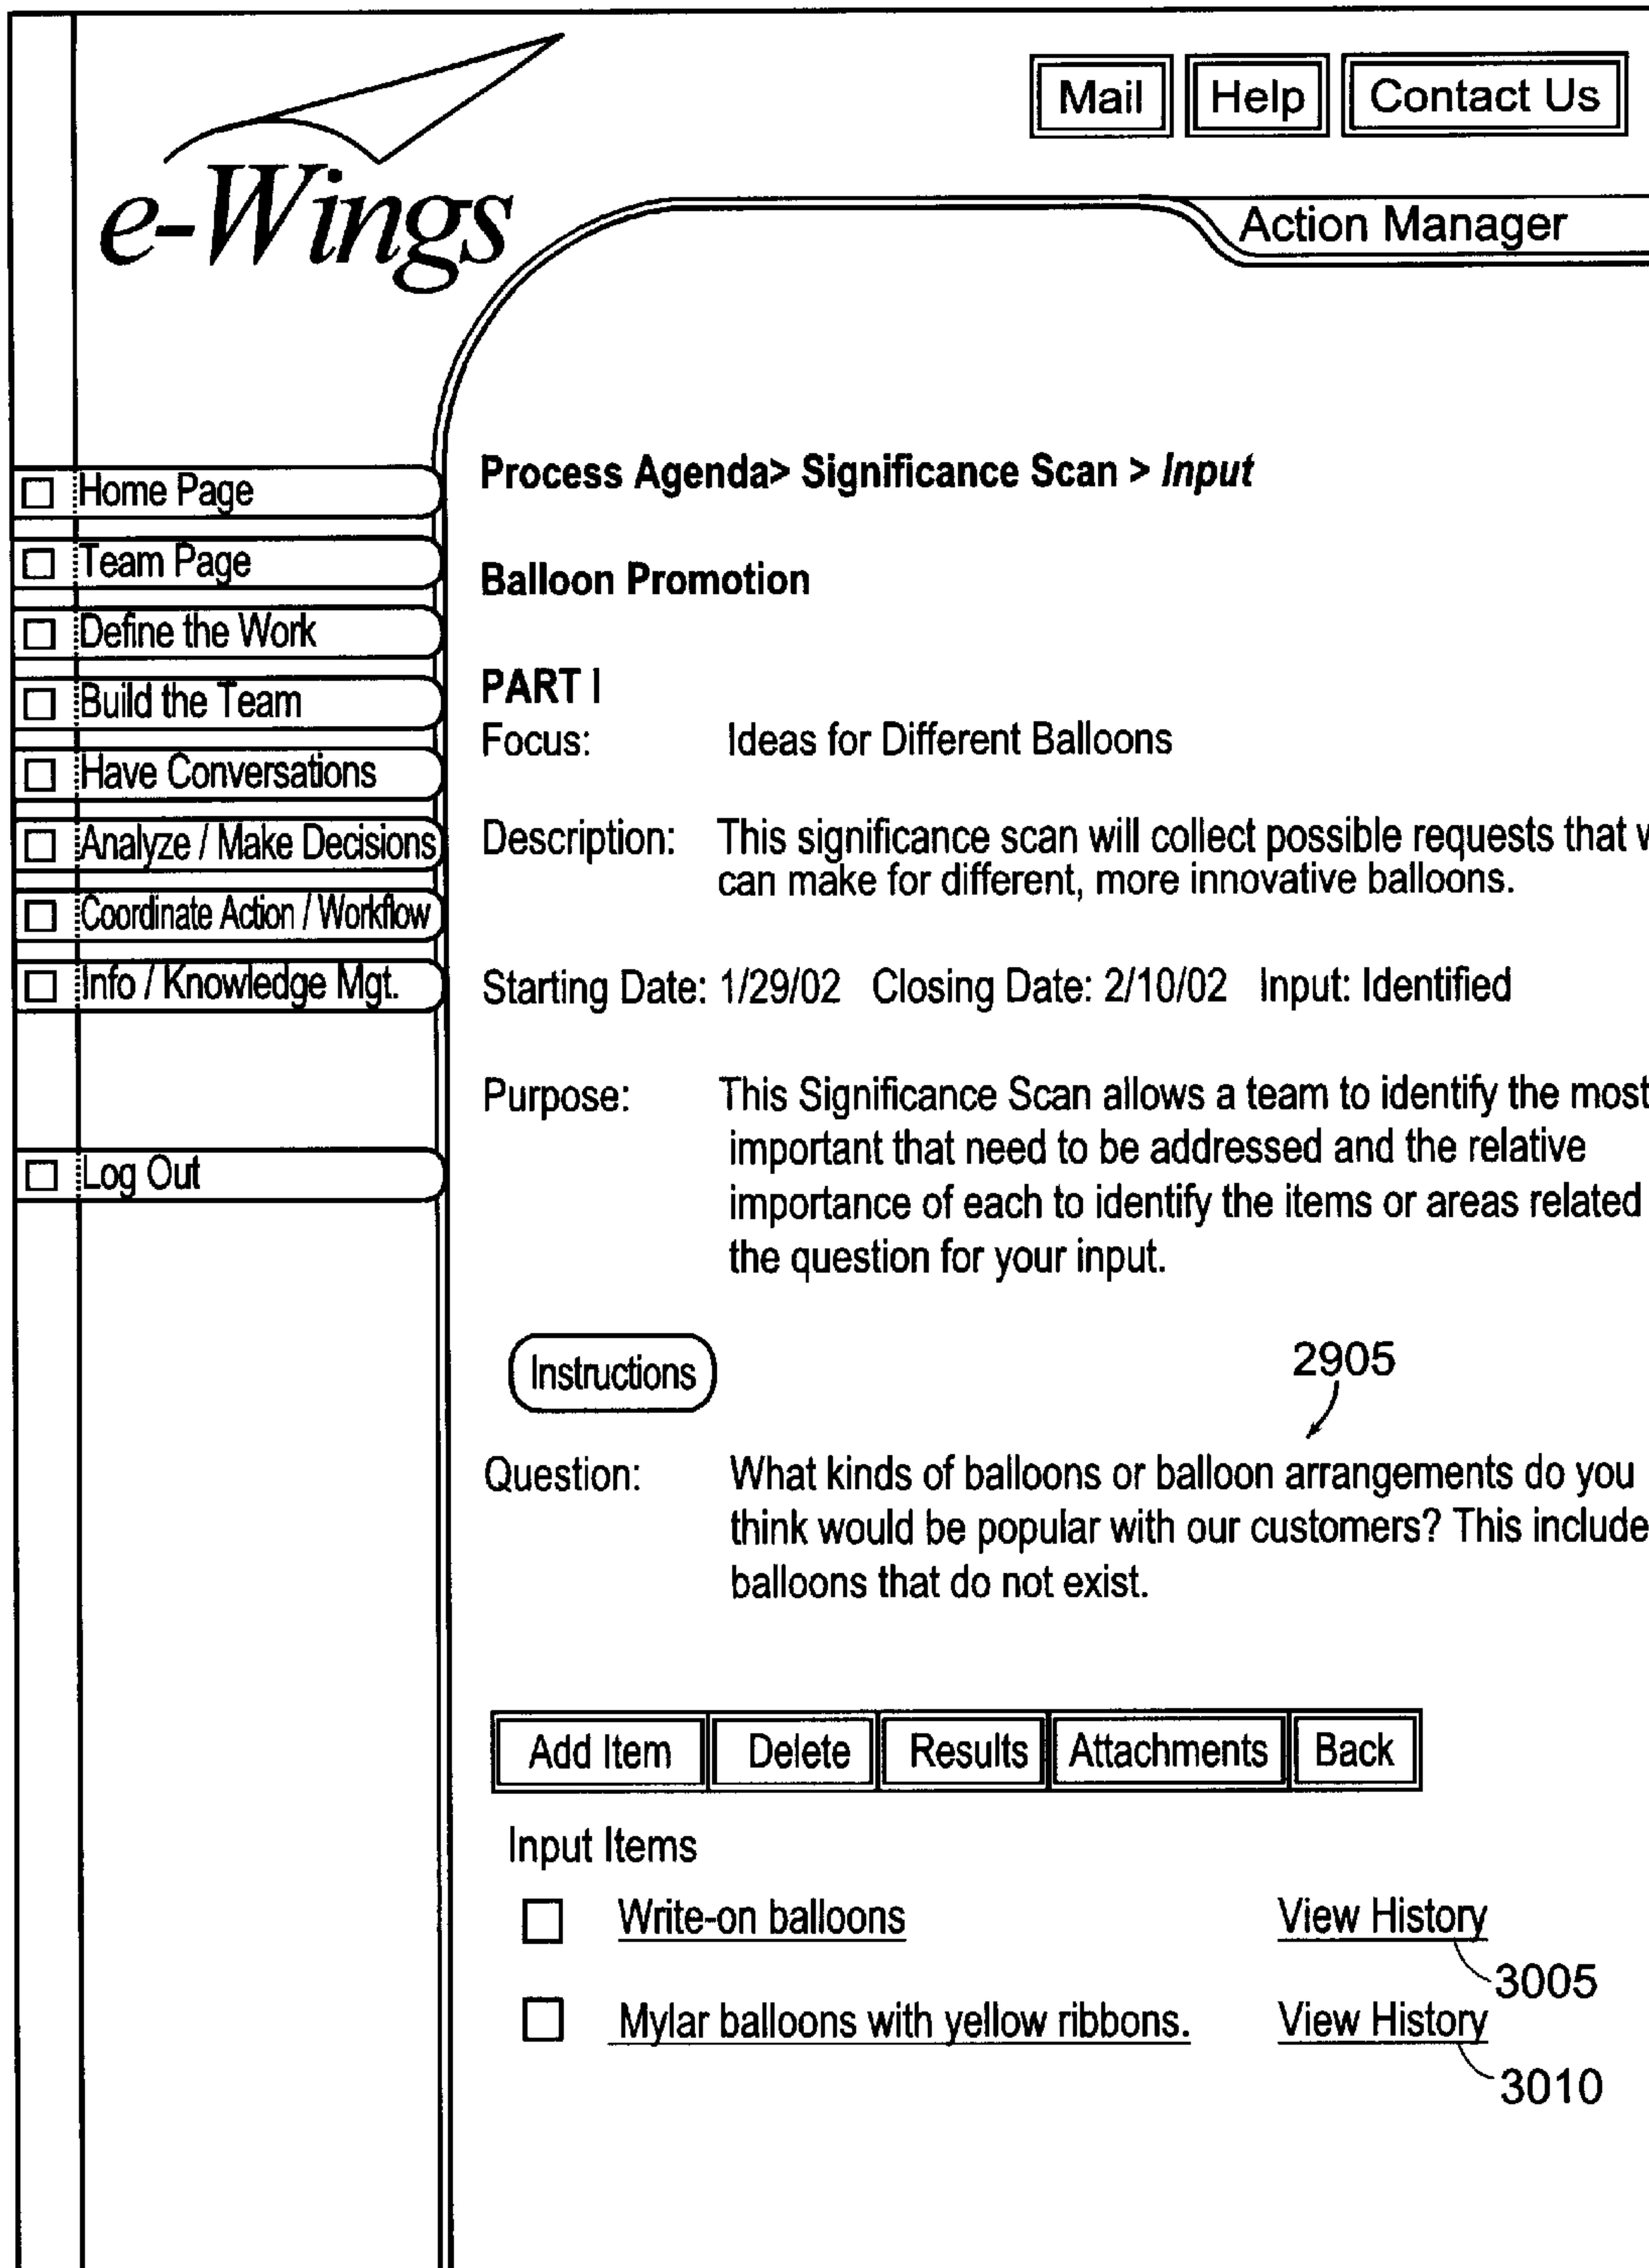 Mail Help Contact Us
e-Wings
Action Manager
Home Page
Team Page
Define the Work
Build the Team
Have Conversations
Analyze / Make Decisions
Coordinate Action / Workflow
Info / Knowledge Mgt.
Log Out
Process Agenda> Significance Scan > Input
Balloon Promotion
PART I
Focus: Ideas for Different Balloons
Description: This significance scan will collect possible requests that
can make for different, more innovative balloons.
Starting Date: 1/29/02 Closing Date: 2/10/02 Input: Identified
Purpose: This Significance Scan allows a team to identify the most
important that need to be addressed and the relative
importance of each to identify the items or areas related
the question for your input.
Instructions
2905
Question: What kinds of balloons or balloon arrangements do you
think would be popular with our customers? This include
balloons that do not exist.
Add Item Delete Results Attachments Back
Input Items
Write-on balloons View History
3005
Mylar balloons with yellow ribbons. View History
3010